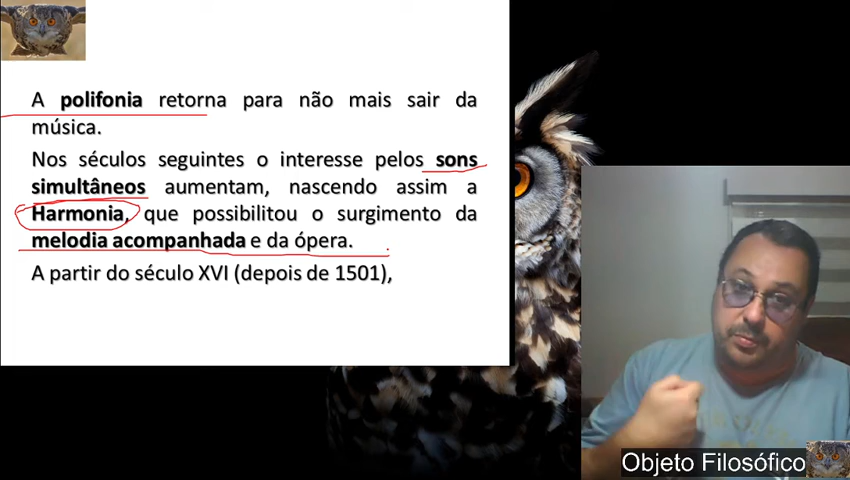 A polifonia retorna para não mais sair da
música.
Nos séculos seguintes o interesse pelos sons
simultâneos aumentam, nascendo assim a
Harmonia, que possibilitou o surgimento da
melodia acompanhada e da ópera.
A partir do século XVI (depois de 1501),
Objeto Filosófico